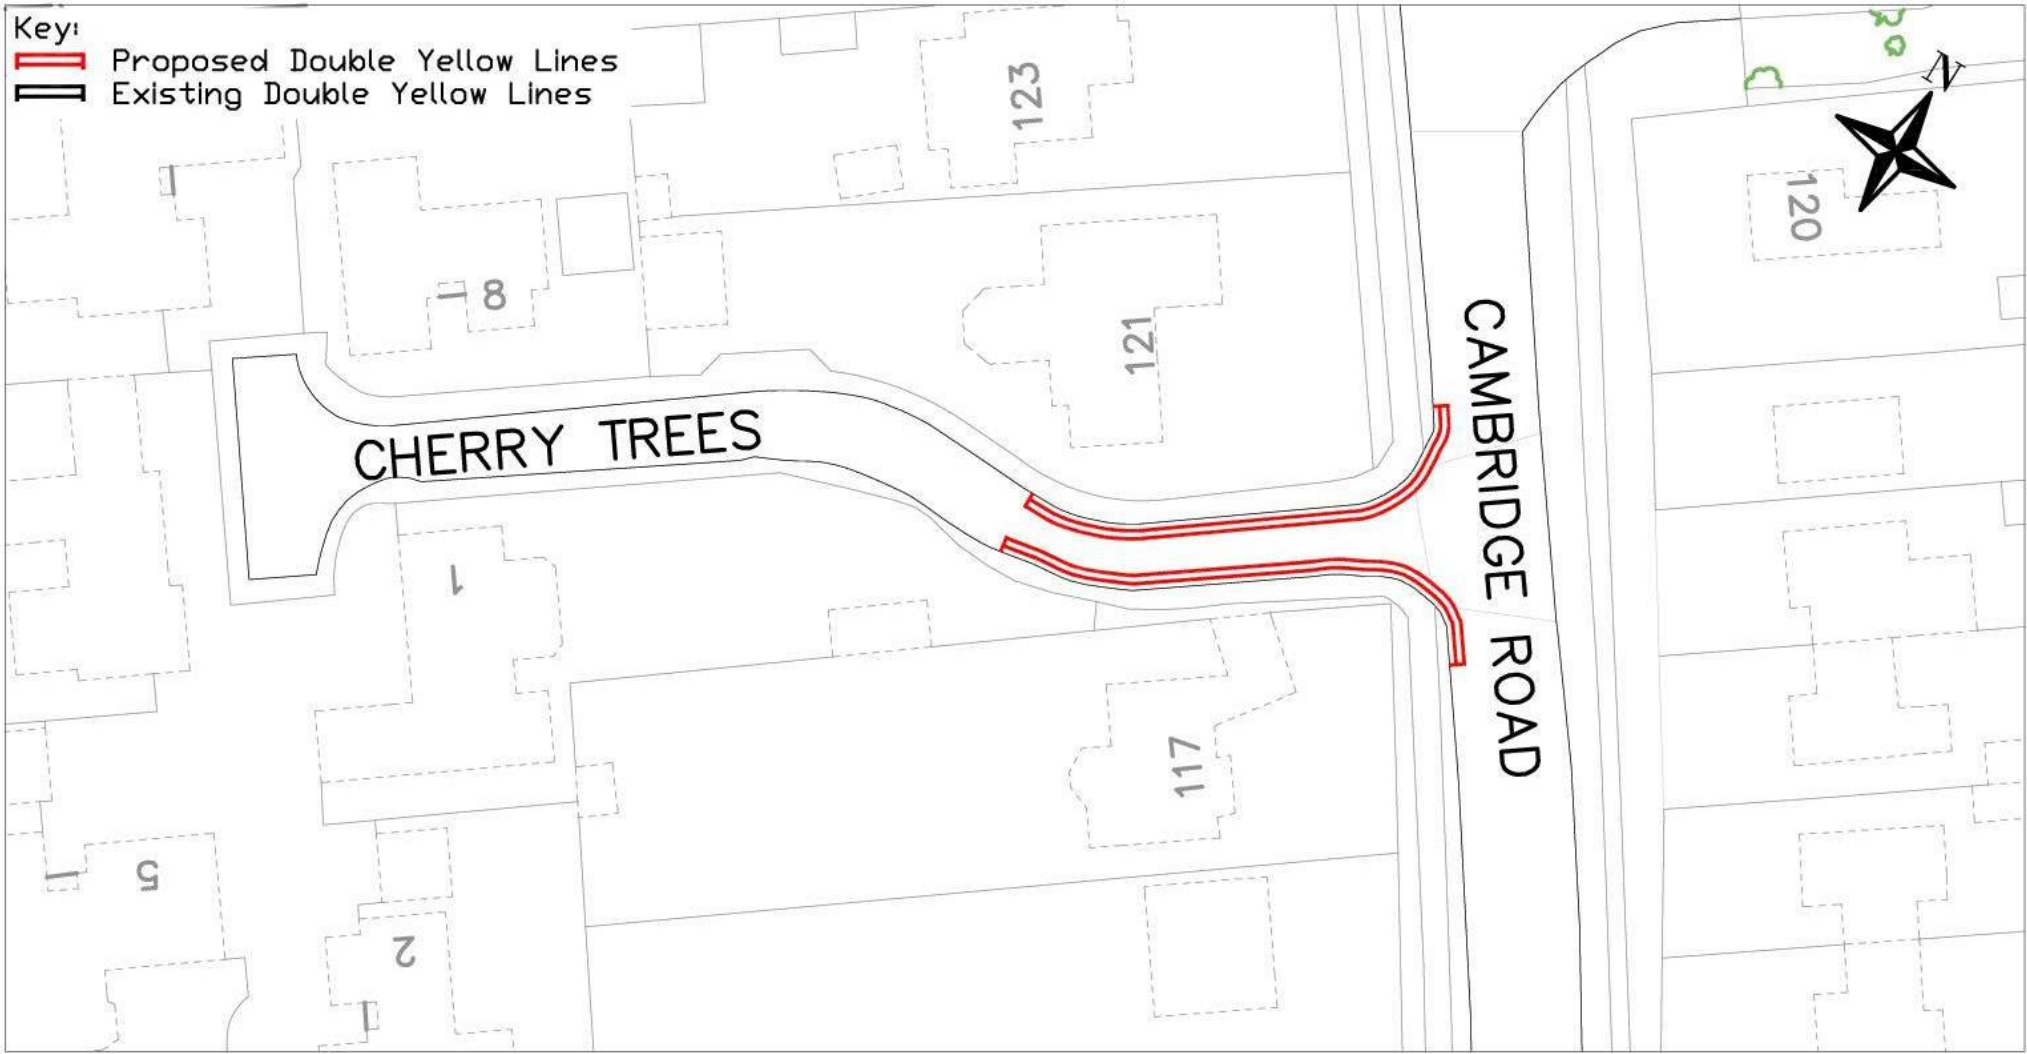 Key:
Proposed Double Yellow Lines
Existing Double Yellow Lines
N
123
120
8
121
CAMBRIDGE ROAD
CHERRY TREES
1
117
5
2